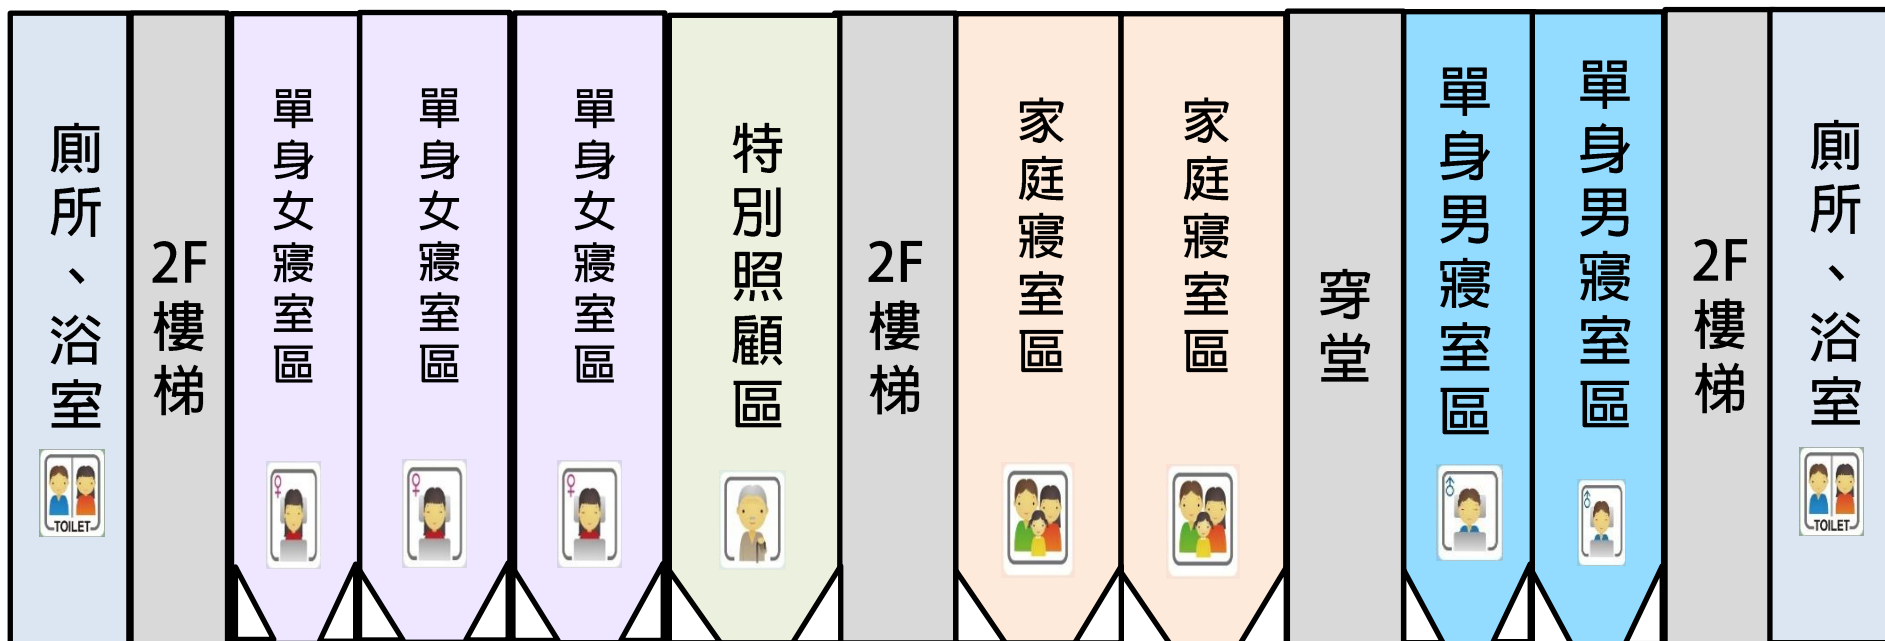 廁所、浴室
TOILET
2F樓梯
單身女寢室區
單身女寢室區
單身女寢室區
特別照顧區
2F樓梯
家庭寢室區
家庭寢室區
穿堂
單身男寢室區
單身男寢室區
2F樓梯
廁所、浴室
TOILET